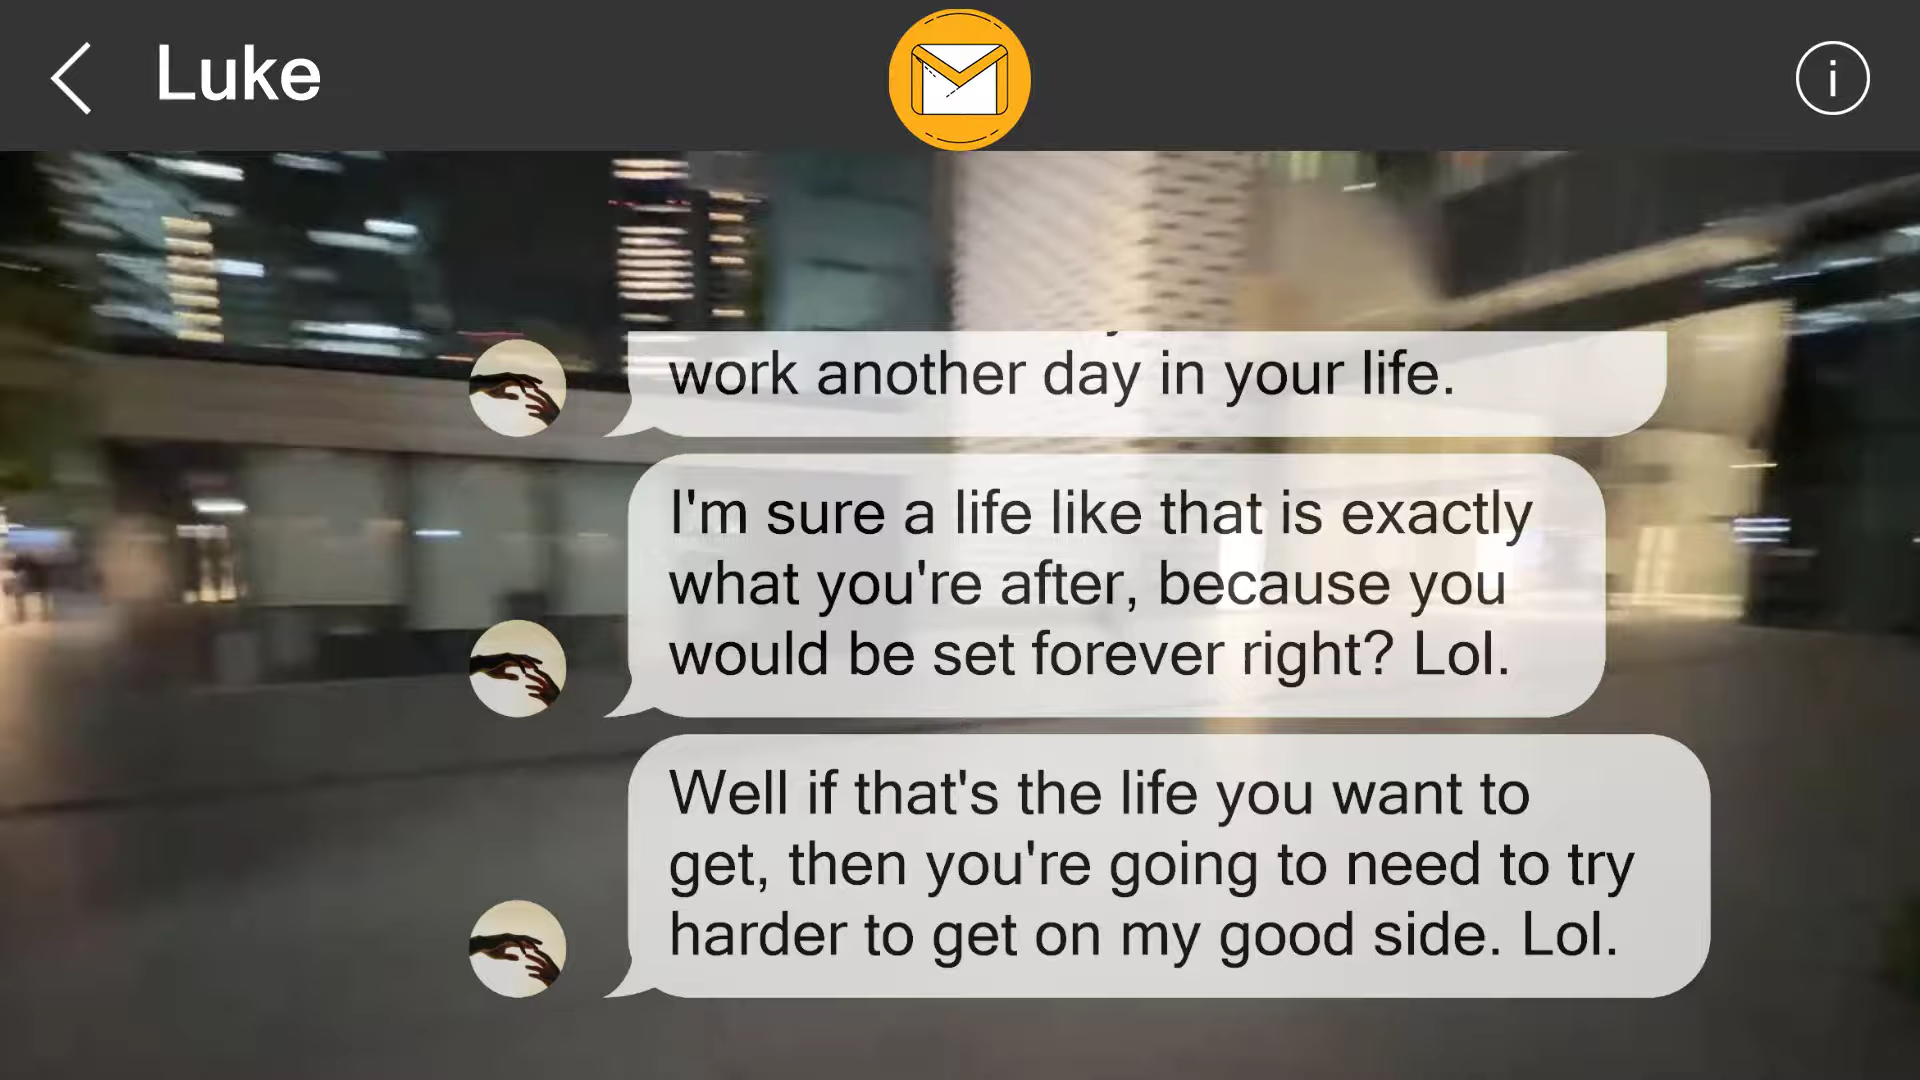 Luke
i
work another day in your life.
I'm sure a life like that is exactly
what you're after, because you
would be set forever right? Lol.
Well if that's the life you want to
get, then you're going to need to try
harder to get on my good side. Lol.